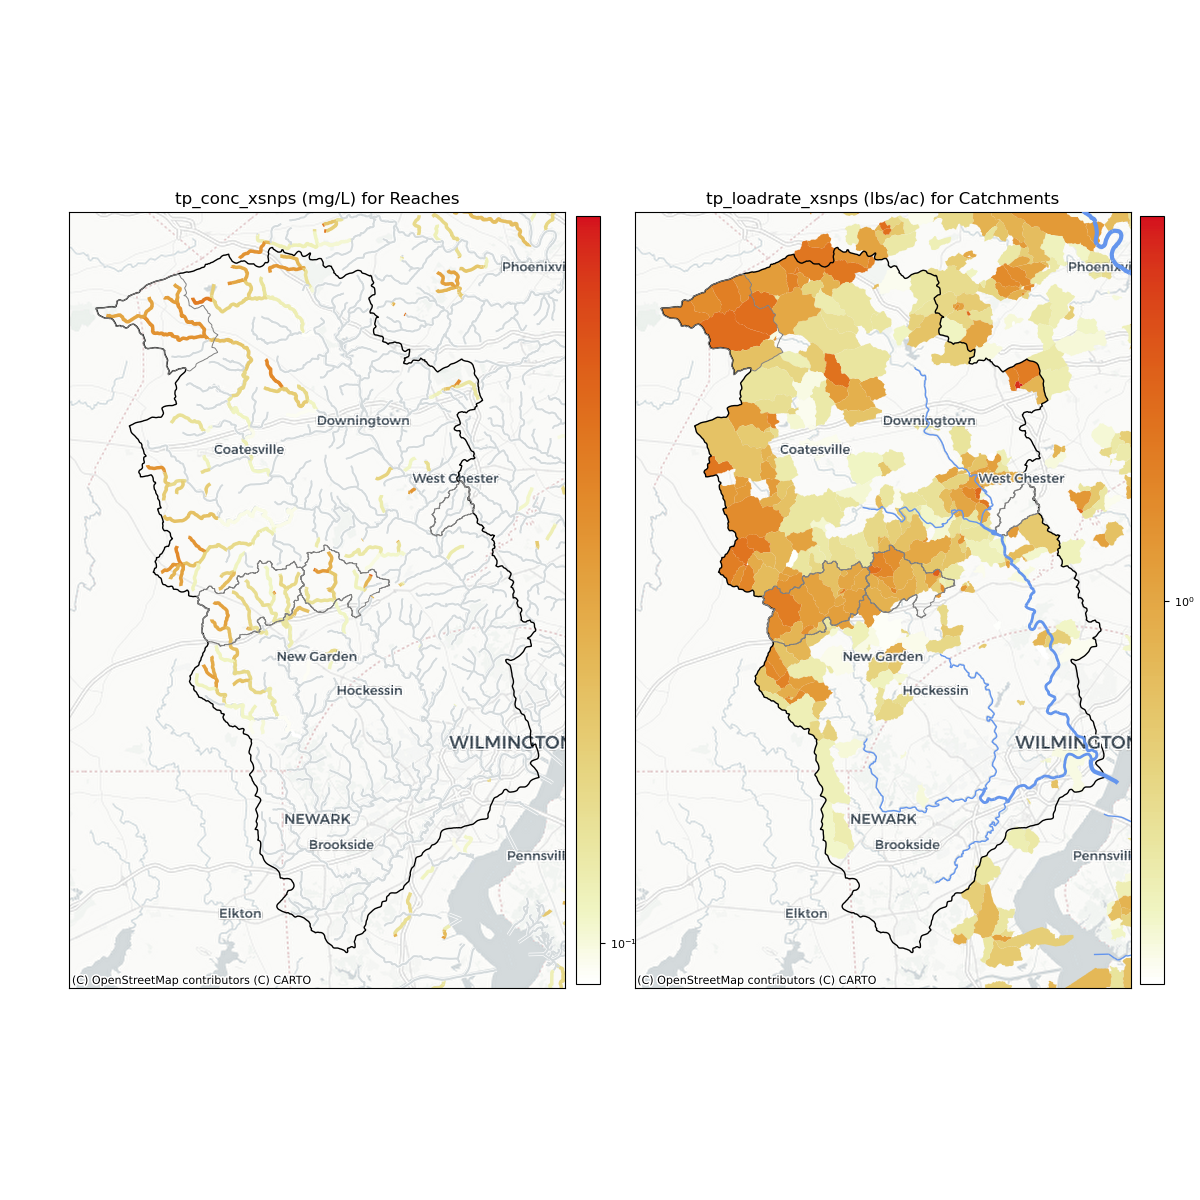 tp_conc_xsnps (mg/L) for Reaches
Phoenixvi
Downingtown
Coatesville
West Chester
New Garden
Hockessin
WILMINGTON
NEWARK
Brookside
Pennsvill
Elkton
(C) OpenStreetMap contributors (C) CARTO
10⁻¹
tp_loadrate_xsnps (lbs/ac) for Catchments
Phoenixvi
Downingtown
Coatesville
West Chester
New Garden
Hockessin
WILMINGTON
NEWARK
Brookside
Pennsvill
Elkton
(C) OpenStreetMap contributors (C) CARTO
10⁰